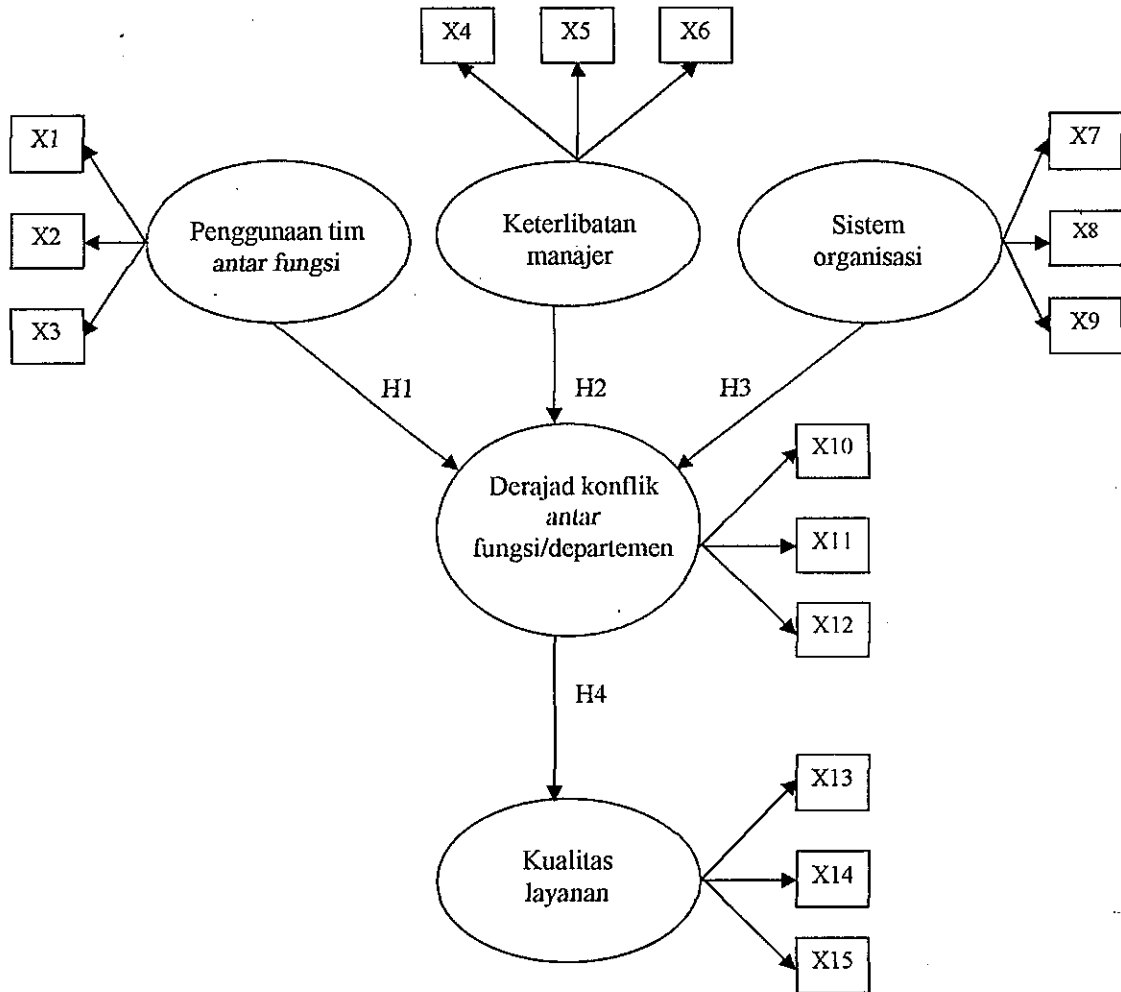 X4
X5
X6
X1
X2
X3
Penggunaan tim
antar fungsi
Keterlibatan
manajer
Sistem
organisasi
X7
X8
X9
H1
H2
H3
Derajad konflik
antar
fungsi/departemen
X10
X11
X12
H4
Kualitas
layanan
X13
X14
X15